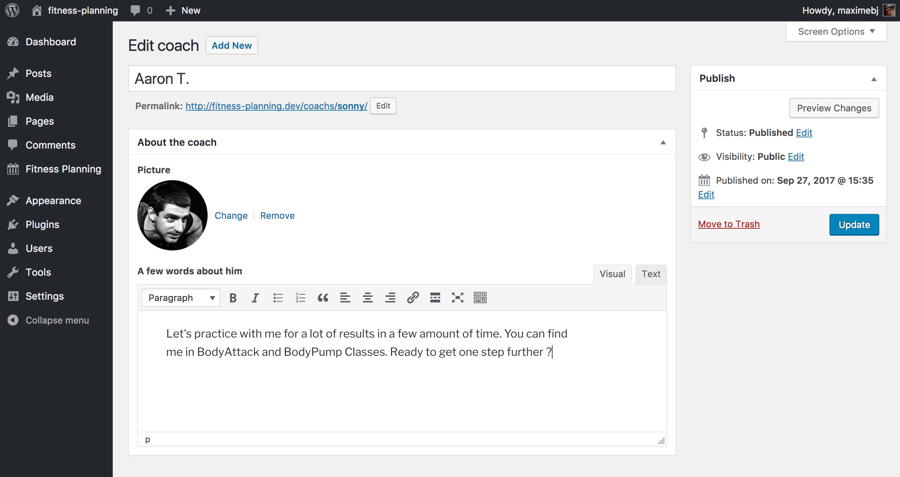 fitness-planning 0 New Howdy, maximebj
Screen Options
Dashboard
Posts
Media
Pages
Comments
Fitness Planning
Appearance
Plugins
Users
Tools
Settings
Collapse menu
Edit coach Add New
Aaron T.
Permalink: http://fitness-planning.dev/coachs/sonny/ Edit
About the coach
Picture
Change | Remove
A few words about him
Visual Text
Paragraph B I
Let's practice with me for a lot of results in a few amount of time. You can find
me in BodyAttack and BodyPump Classes. Ready to get one step further ?
p
Publish
Preview Changes
Status: Published Edit
Visibility: Public Edit
Published on: Sep 27, 2017 @ 15:35
Edit
Move to Trash Update